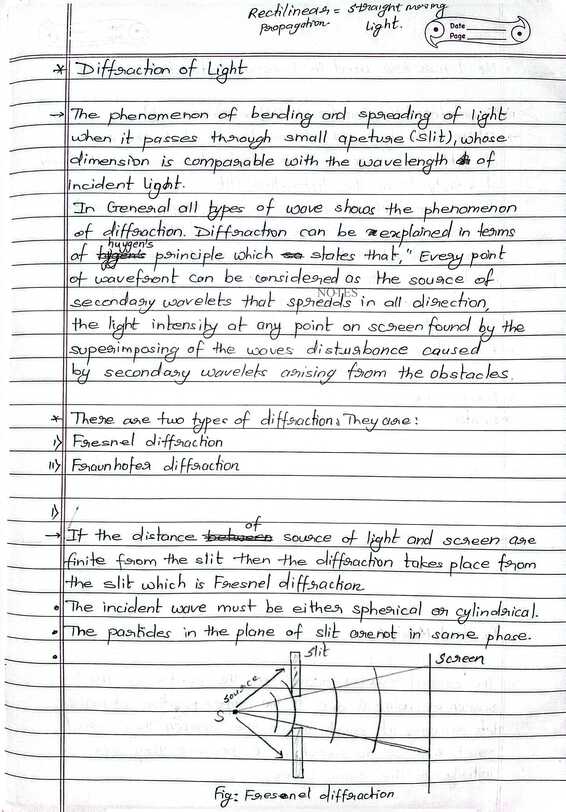 Rectilinear = straight moving
propagation light.
Date
Page
* Diffraction of Light
→ The phenomenon of bending and spreading of light
when it passes through small apeture (slit), whose
dimension is comparable with the wavelength of
incident light.
In General all types of wave shows the phenomenon
of diffraction. Diffraction can be explained in terms
of huygen's principle which states that, " Every point
of wavefront can be considered as the source of
NOTES
secondary wavelets that spreads in all direction,
the light intensity at any point on screen found by the
superimposing of the waves disturbance caused
by secondary wavelets arising from the obstacles.
* There are two types of diffraction. They are:
i) Fresnel diffraction
ii) Fraunhofer diffraction
i)
→ If the distance of source of light and screen are
finite from the slit then the diffraction takes place from
the slit which is Fresnel diffraction
• The incident wave must be either spherical or cylindrical.
• The particles in the plane of slit arenot in same phase.
•
slit
screen
source
S
Fig: Fresenel diffraction